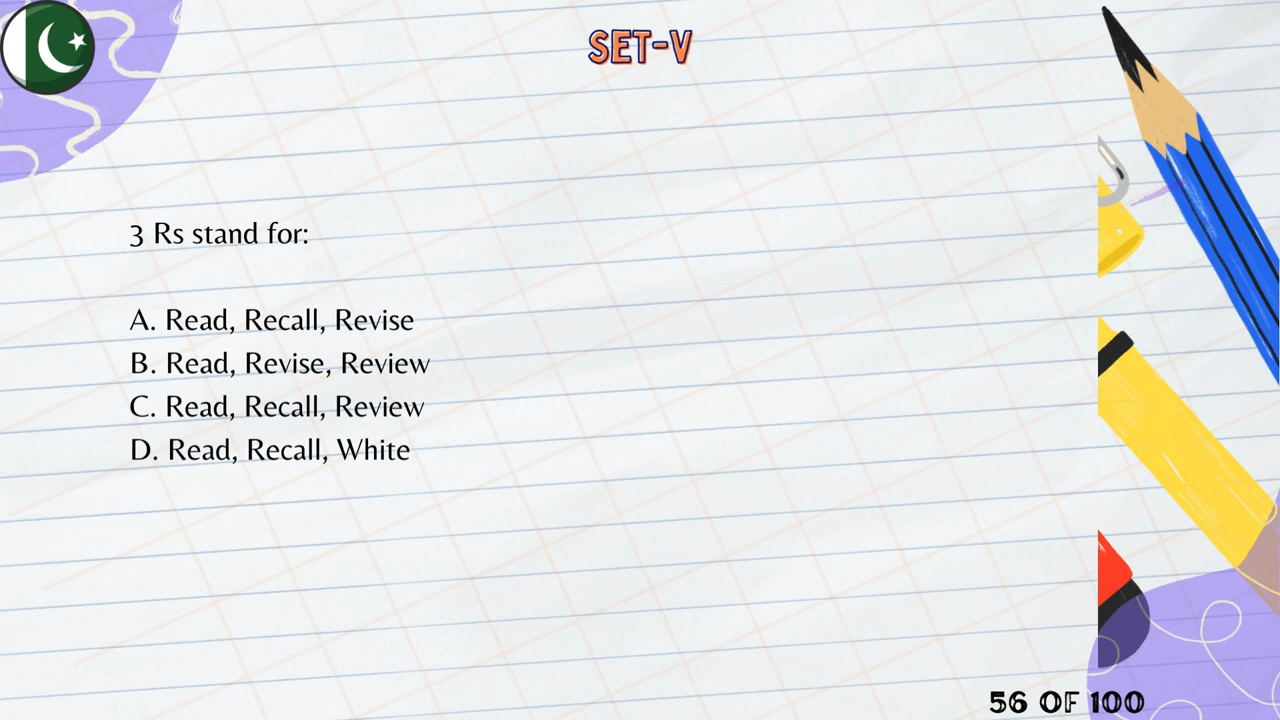 SET-V
3 Rs stand for:
A. Read, Recall, Revise
B. Read, Revise, Review
C. Read, Recall, Review
D. Read, Recall, White
56 OF 100